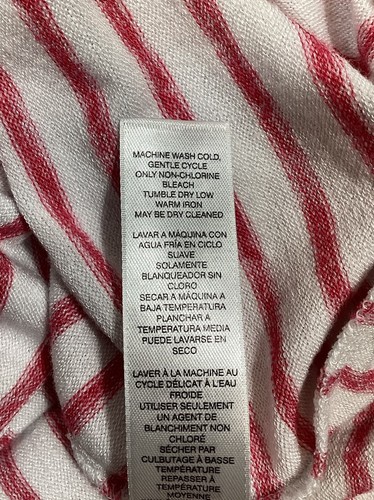 MACHINE WASH COLD,
GENTLE CYCLE
ONLY NON-CHLORINE
BLEACH
TUMBLE DRY LOW
WARM IRON
MAY BE DRY CLEANED
LAVAR A MÁQUINA CON
AGUA FRÍA EN CICLO
SUAVE
SOLAMENTE
BLANQUEADOR SIN
CLORO
SECAR A MÁQUINA A
BAJA TEMPERATURA
PLANCHAR A
TEMPERATURA MEDIA
PUEDE LAVARSE EN
SECO
LAVER À LA MACHINE AU
CYCLE DÉLICAT À L'EAU
FROIDE
UTILISER SEULEMENT
UN AGENT DE
BLANCHIMENT NON
CHLORÉ
SÉCHER PAR
CULBUTAGE À BASSE
TEMPÉRATURE
REPASSER À
TEMPÉRATURE
MOYENNE